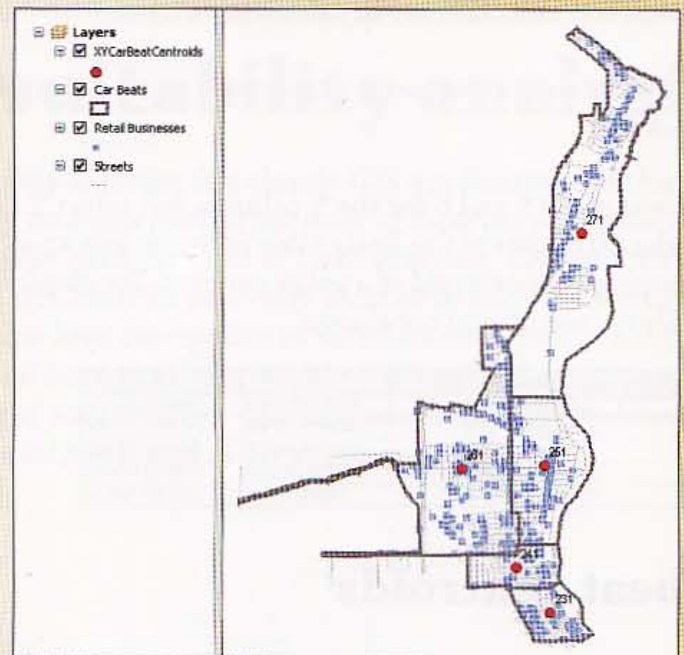 Layers
XYCarBeatCentroids
Car Beats
Retail Businesses
Streets
271
261
251
241
231